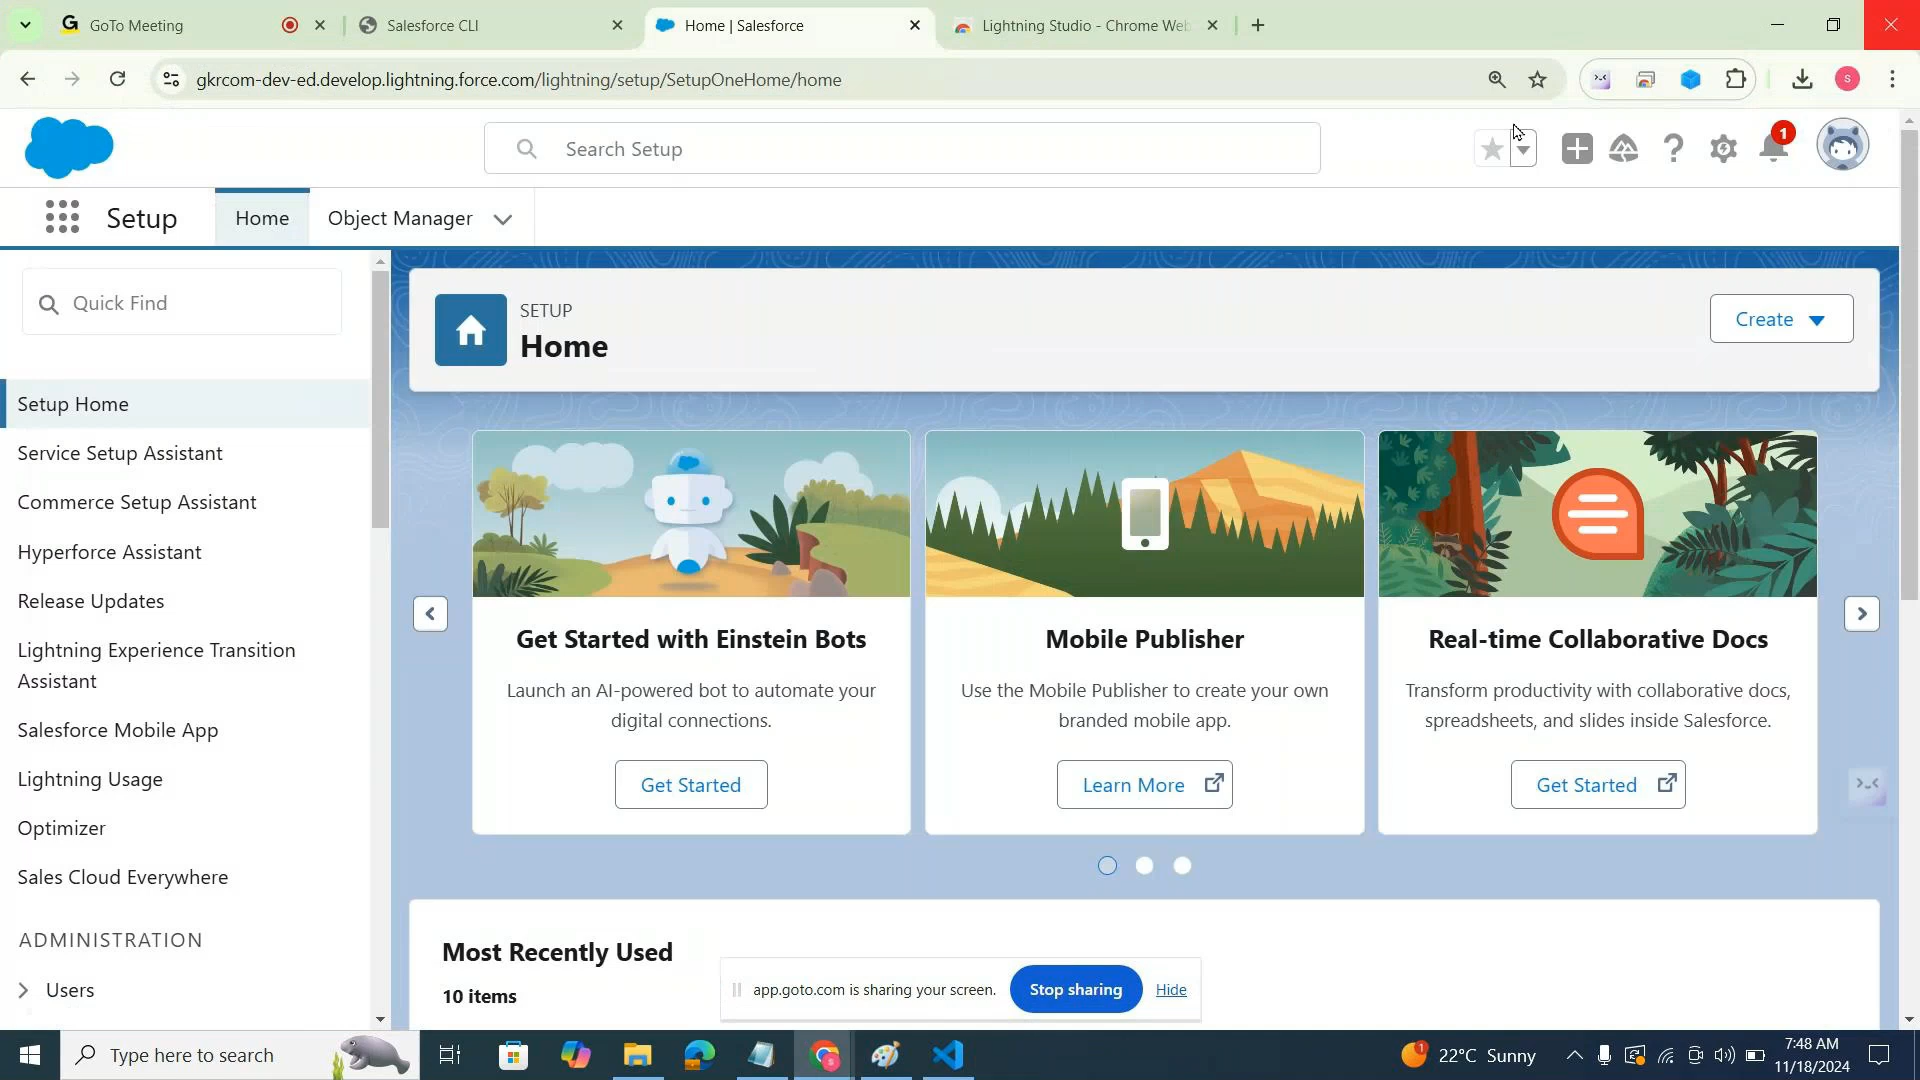 GoTo Meeting
Salesforce CLI
Home | Salesforce
Lightning Studio - Chrome Web
gkrcom-dev-ed.develop.lightning.force.com/lightning/setup/SetupOneHome/home
S
Search Setup
1
Setup
Home
Object Manager
Quick Find
SETUP
Home
Create
Setup Home
Service Setup Assistant
Commerce Setup Assistant
Hyperforce Assistant
Release Updates
Lightning Experience Transition
Assistant
Salesforce Mobile App
Lightning Usage
Optimizer
Sales Cloud Everywhere
ADMINISTRATION
Users
Get Started with Einstein Bots
Launch an AI-powered bot to automate your
digital connections.
Get Started
Mobile Publisher
Use the Mobile Publisher to create your own
branded mobile app.
Learn More
Real-time Collaborative Docs
Transform productivity with collaborative docs,
spreadsheets, and slides inside Salesforce.
Get Started
Most Recently Used
10 items
app.goto.com is sharing your screen.
Stop sharing
Hide
Type here to search
1
22°C Sunny
7:48 AM
11/18/2024